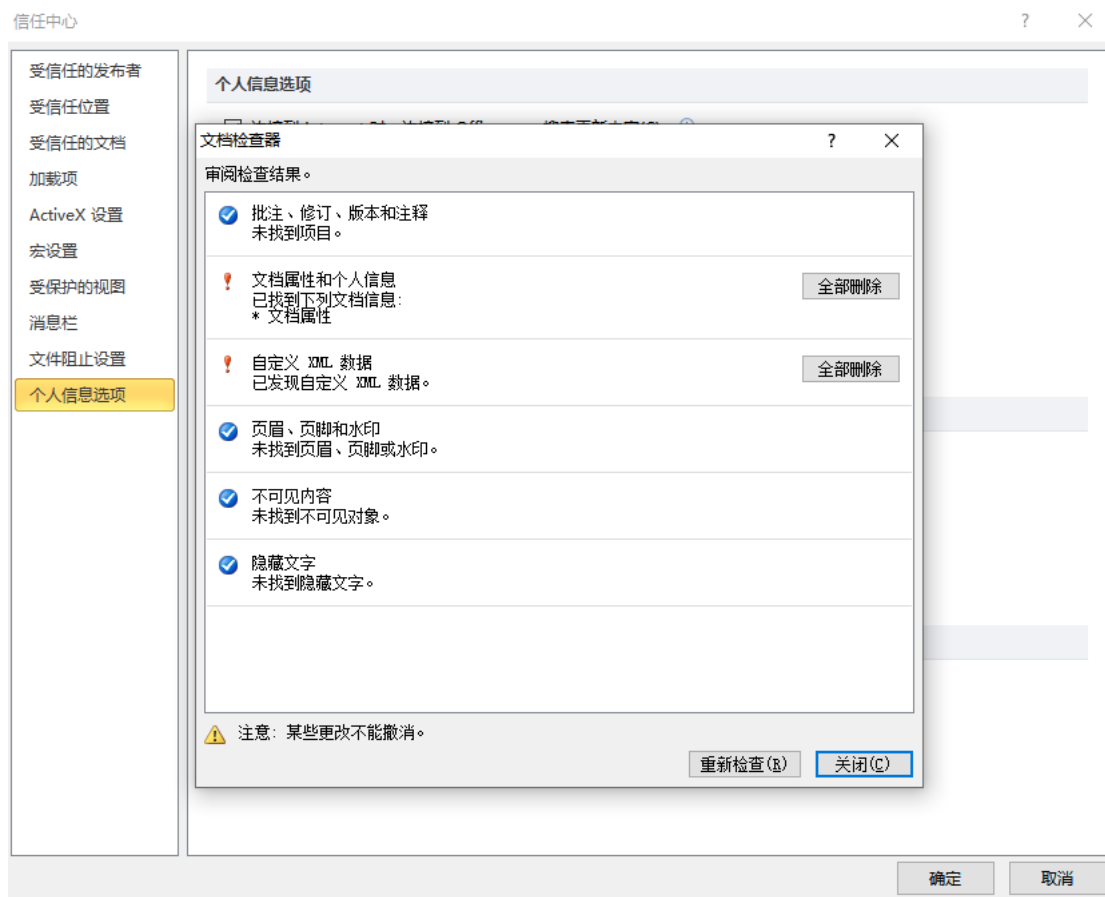 信任中心
受信任的发布者
受信任位置
受信任的文档
加载项
ActiveX 设置
宏设置
受保护的视图
消息栏
文件阻止设置
个人信息选项
个人信息选项
文档检查器
审阅检查结果。
批注、修订、版本和注释
未找到项目。
文档属性和个人信息
已找到下列文档信息:
* 文档属性
全部删除
自定义 XML 数据
已发现自定义 XML 数据。
全部删除
页眉、页脚和水印
未找到页眉、页脚或水印。
不可见内容
未找到不可见对象。
隐藏文字
未找到隐藏文字。
注意: 某些更改不能撤消。
重新检查(R)
关闭(C)
确定
取消